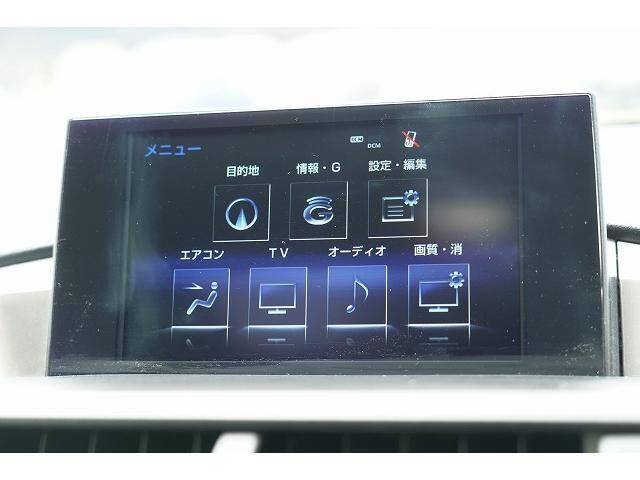 メニュー
DCM
DCM
目的地 情報・G 設定・編集
G
エアコン TV オーディオ 画質・消